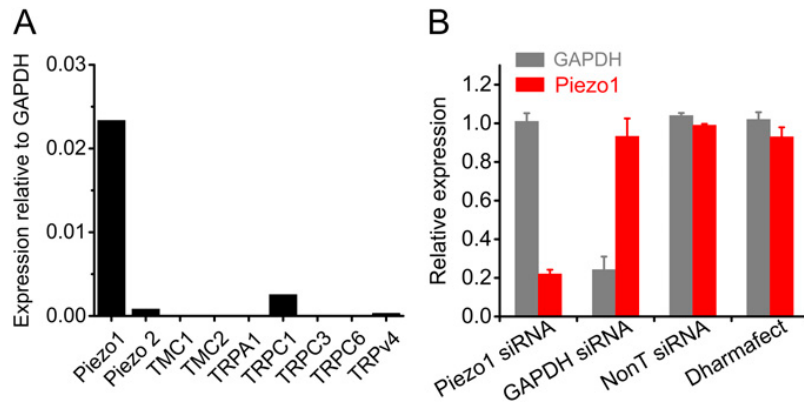 A
Expression relative to GAPDH
0.03
0.02
0.01
0.00
Piezo1
Piezo 2
TMC1
TMC2
TRPA1
TRPC1
TRPC3
TRPC6
TRPv4
B
GAPDH
Piezo1
Relative expression
1.2
1.0
0.8
0.6
0.4
0.2
0.0
Piezo1 siRNA
GAPDH siRNA
NonT siRNA
Dharmafect